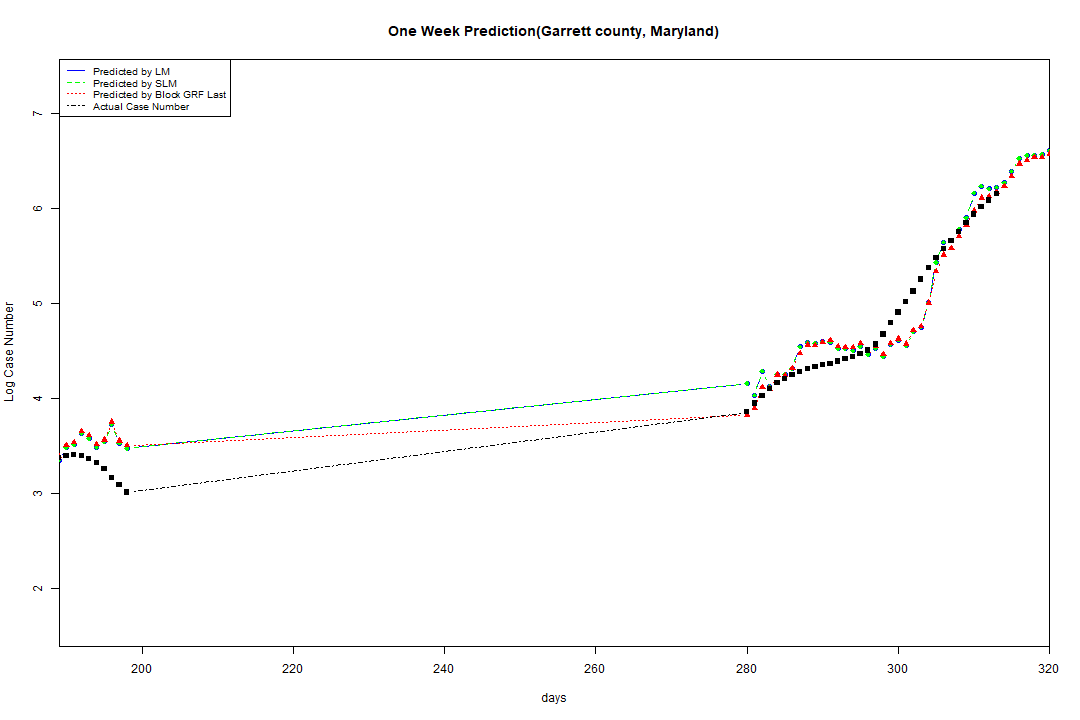 One Week Prediction(Garrett county, Maryland)
Predicted by LM
Predicted by SLM
Predicted by Block GRF Last
Actual Case Number
7
6
5
4
3
2
Log Case Number
200 220 240 260 280 300 320
days